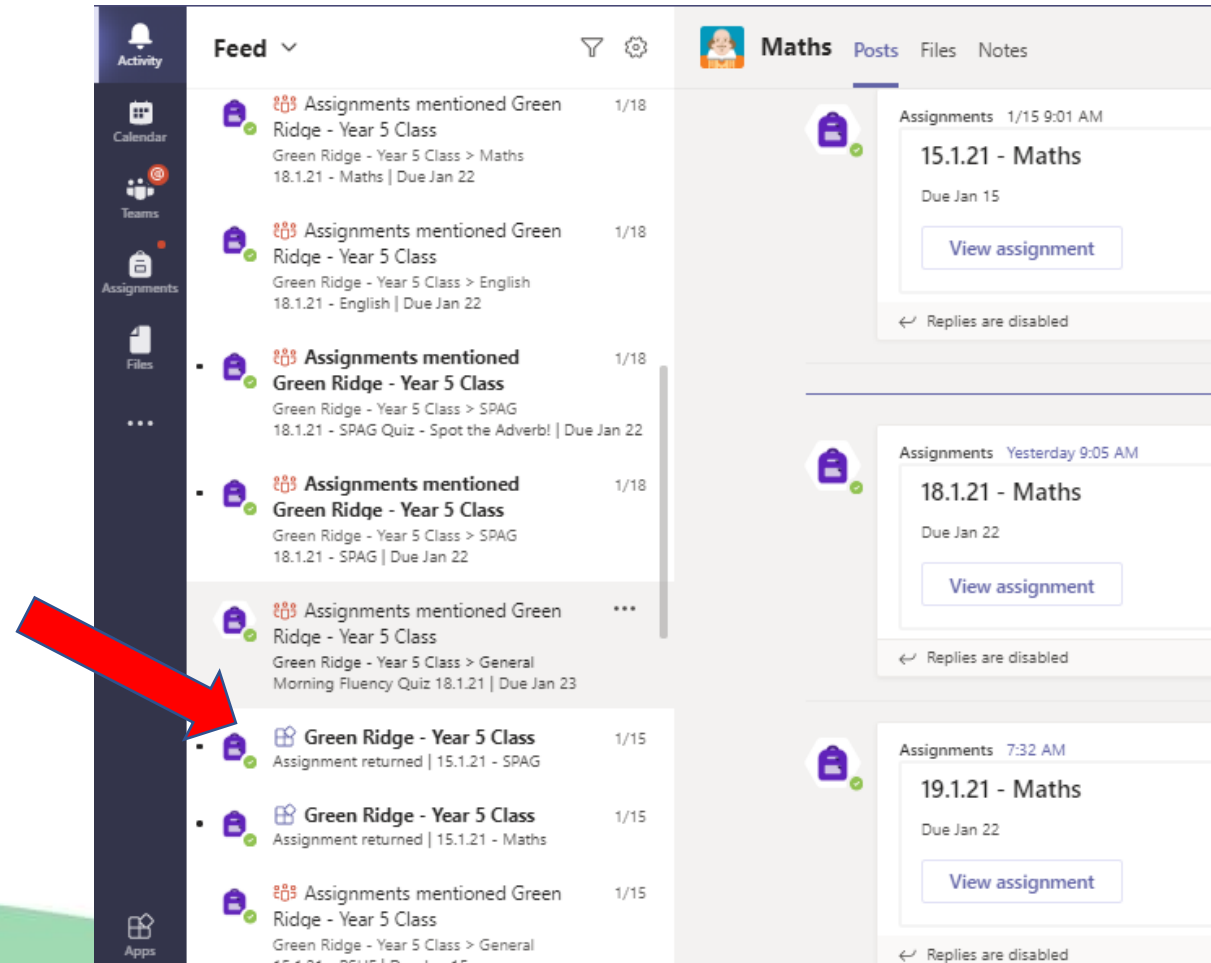 Activity
Calendar
Teams
Assignments
Files
Apps
Feed
Assignments mentioned Green 1/18
Ridge - Year 5 Class
Green Ridge - Year 5 Class > Maths
18.1.21 - Maths | Due Jan 22
Assignments mentioned Green 1/18
Ridge - Year 5 Class
Green Ridge - Year 5 Class > English
18.1.21 - English | Due Jan 22
Assignments mentioned 1/18
Green Ridge - Year 5 Class
Green Ridge - Year 5 Class > SPAG
18.1.21 - SPAG Quiz - Spot the Adverb! | Due Jan 22
Assignments mentioned 1/18
Green Ridge - Year 5 Class
Green Ridge - Year 5 Class > SPAG
18.1.21 - SPAG | Due Jan 22
Assignments mentioned Green
Ridge - Year 5 Class
Green Ridge - Year 5 Class > General
Morning Fluency Quiz 18.1.21 | Due Jan 23
Green Ridge - Year 5 Class 1/15
Assignment returned | 15.1.21 - SPAG
Green Ridge - Year 5 Class 1/15
Assignment returned | 15.1.21 - Maths
Assignments mentioned Green 1/15
Ridge - Year 5 Class
Green Ridge - Year 5 Class > General
Maths Posts Files Notes
Assignments 1/15 9:01 AM
15.1.21 - Maths
Due Jan 15
View assignment
Replies are disabled
Assignments Yesterday 9:05 AM
18.1.21 - Maths
Due Jan 22
View assignment
Replies are disabled
Assignments 7:32 AM
19.1.21 - Maths
Due Jan 22
View assignment
Replies are disabled